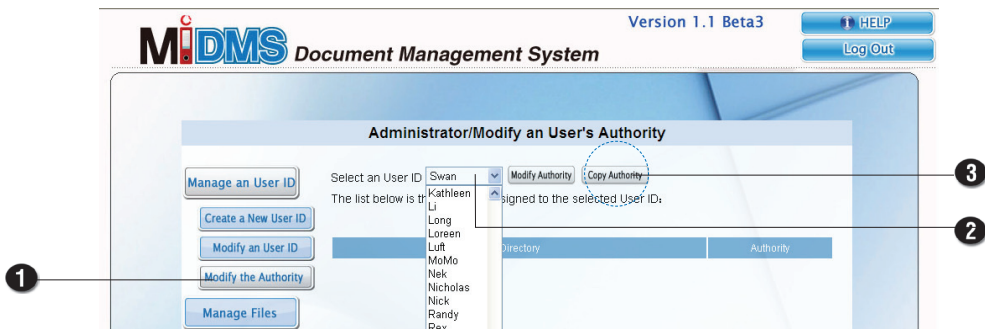 Version 1.1 Beta3
HELP
MiDMS Document Management System
Log Out
Administrator/Modify an User's Authority
Manage an User ID
Select an User ID Swan Modify Authority Copy Authority
The list below is th signed to the selected User ID:
Kathleen
Li
Create a New User ID
Long
Loreen
Modify an User ID
Luft
Directory
Authority
MoMo
Modify the Authority
Nek
Nicholas
Nick
Manage Files
Randy
Rex
1
2
3